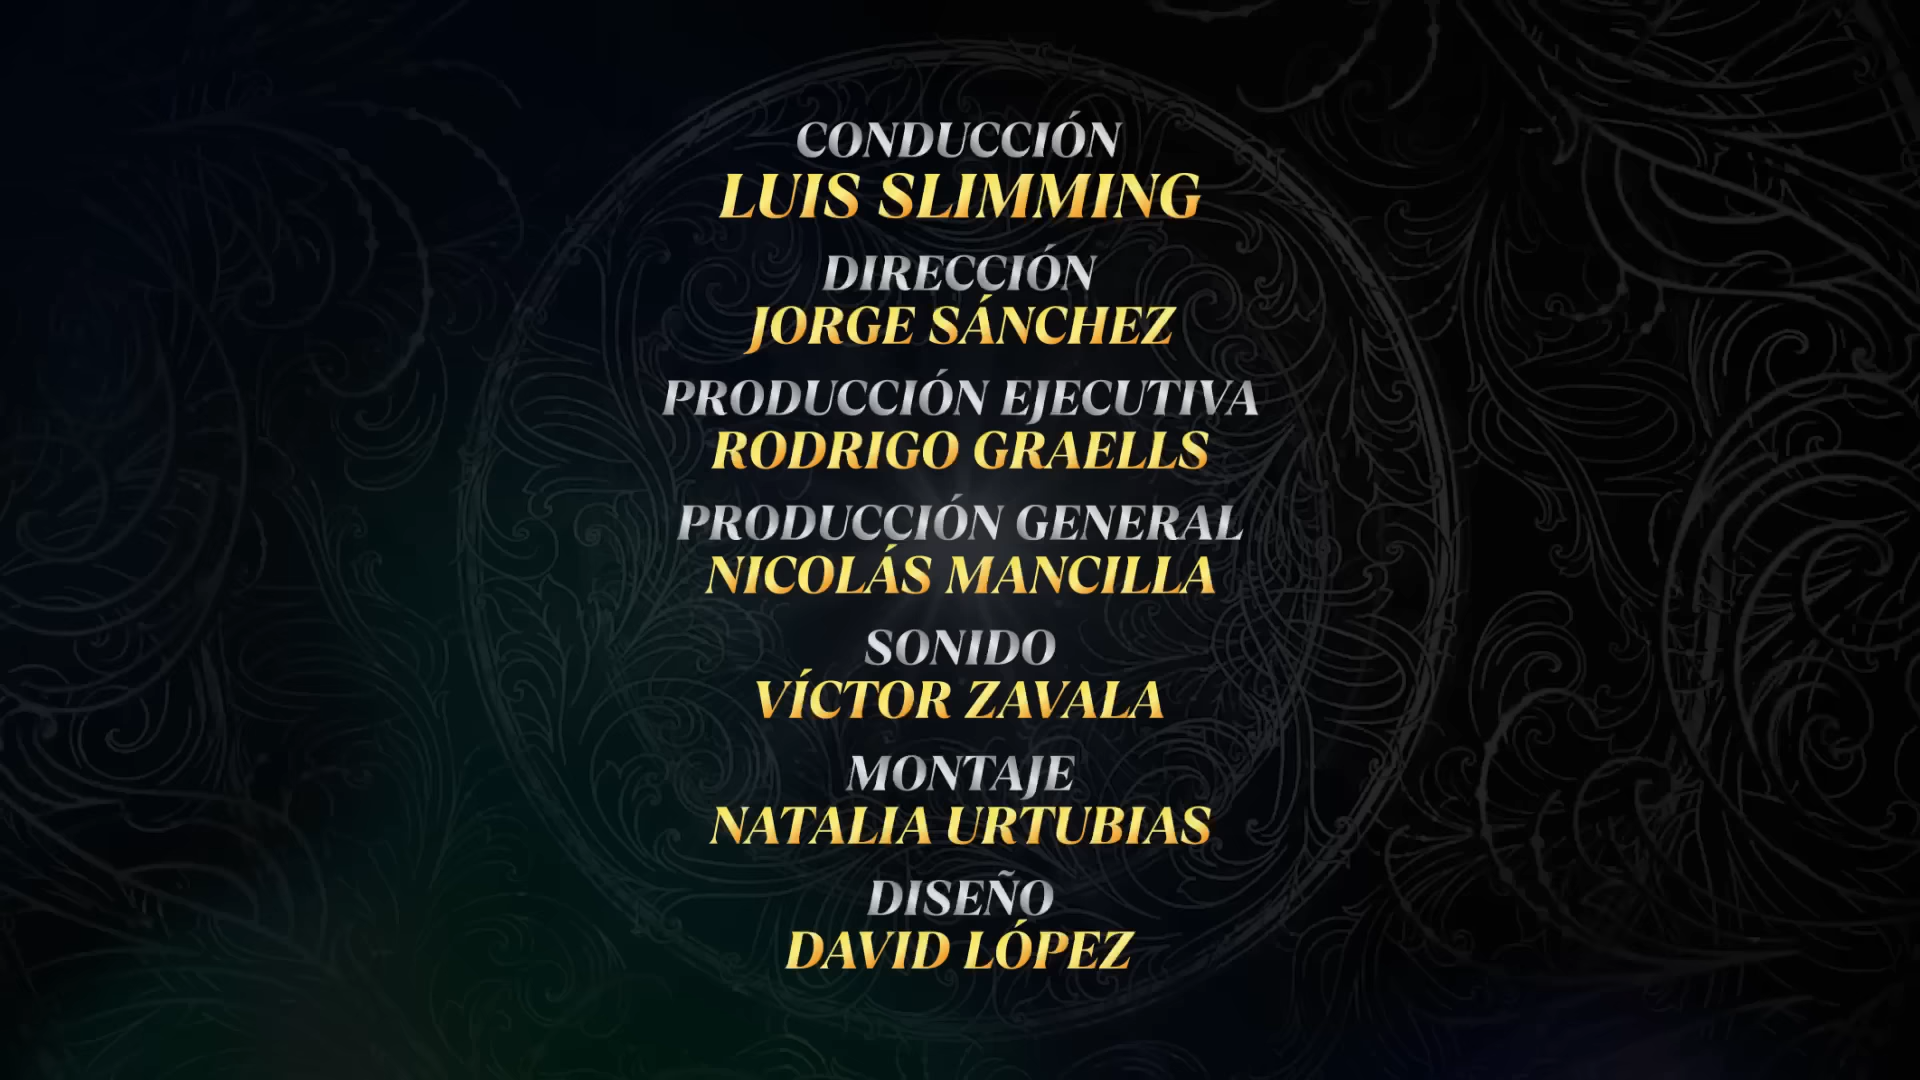 CONDUCCIÓN
LUIS SLIMMING
DIRECCIÓN
JORGE SÁNCHEZ
PRODUCCIÓN EJECUTIVA
RODRIGO GRAELLS
PRODUCCIÓN GENERAL
NICOLÁS MANCILLA
SONIDO
VÍCTOR ZAVALA
MONTAJE
NATALIA URTUBIAS
DISEÑO
DAVID LÓPEZ